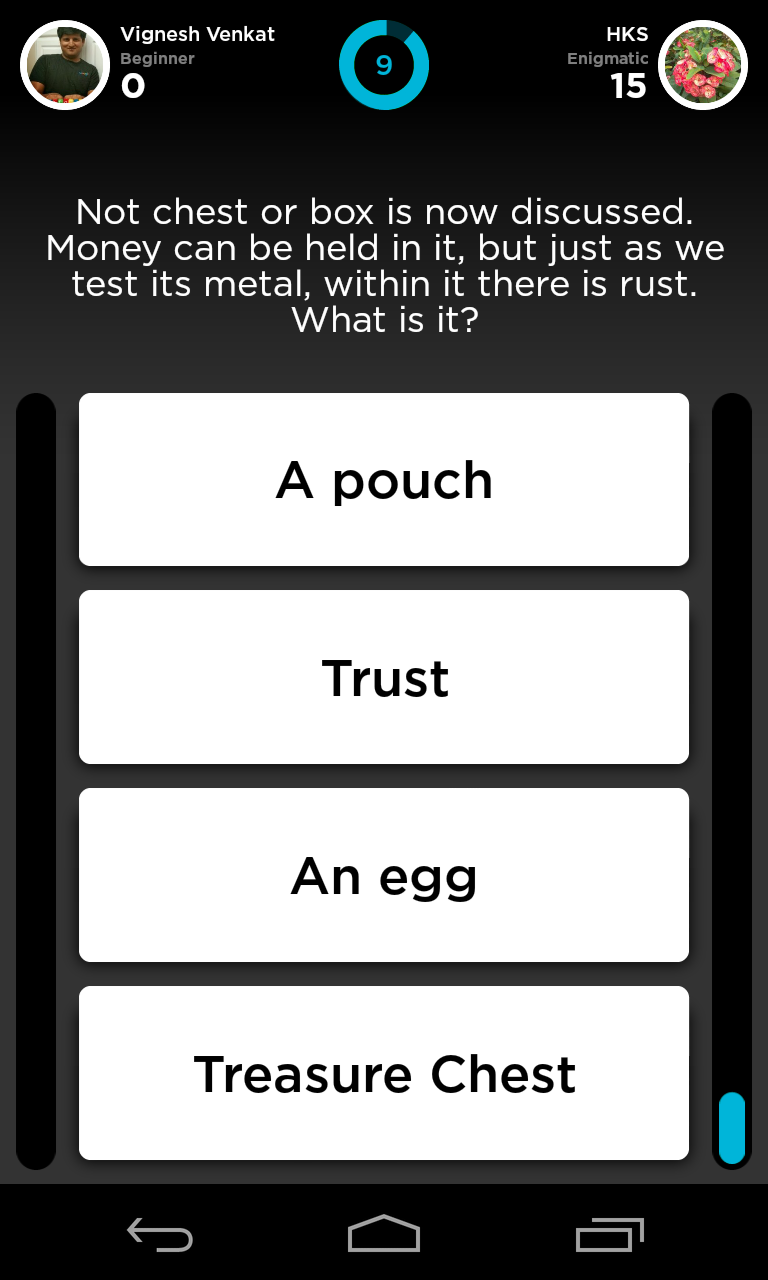 Vignesh Venkat
Beginner
0
9
HKS
Enigmatic
15
Not chest or box is now discussed.
Money can be held in it, but just as we
test its metal, within it there is rust.
What is it?
A pouch
Trust
An egg
Treasure Chest